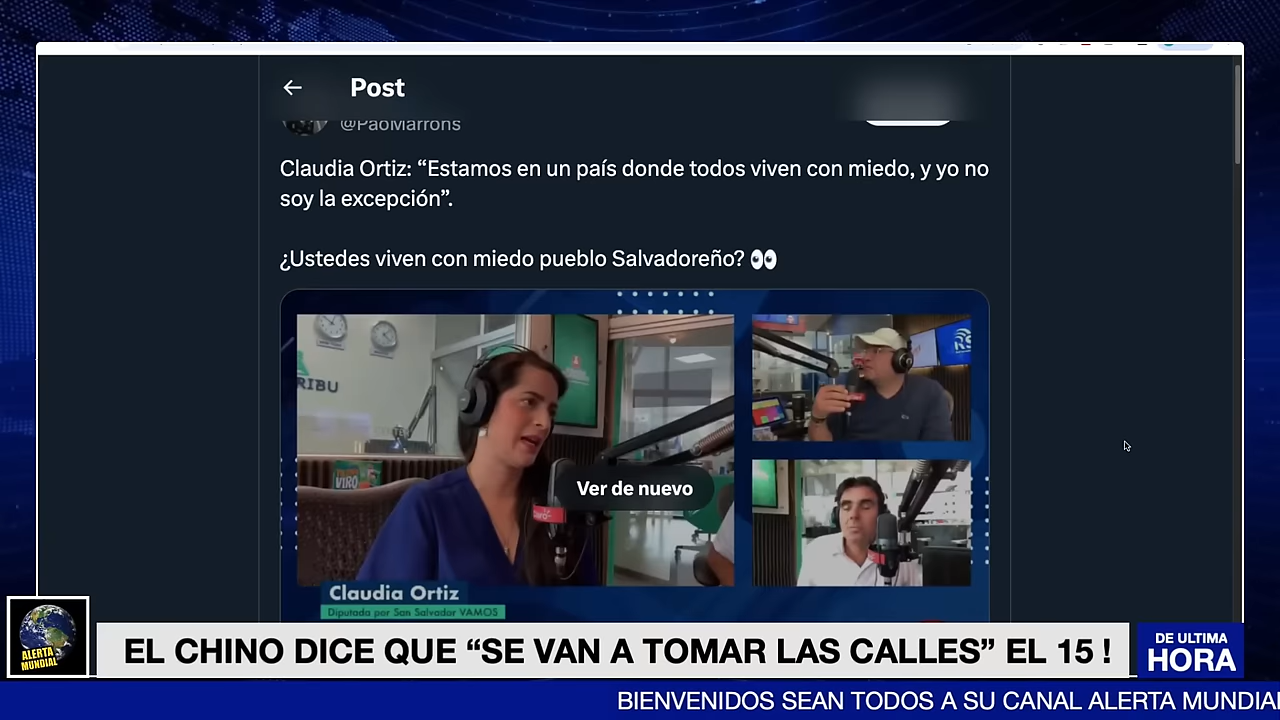 Post
@PaoMarrons
Claudia Ortiz: “Estamos en un país donde todos viven con miedo, y yo no
soy la excepción”.
¿Ustedes viven con miedo pueblo Salvadoreño? 👀
RIBU
VIRO
Ver de nuevo
Claro
RS
Claudia Ortiz
Diputada por San Salvador VAMOS
ALERTA
MUNDIAL
EL CHINO DICE QUE “SE VAN A TOMAR LAS CALLES” EL 15 !
DE ULTIMA
HORA
BIENVENIDOS SEAN TODOS A SU CANAL ALERTA MUNDIAL